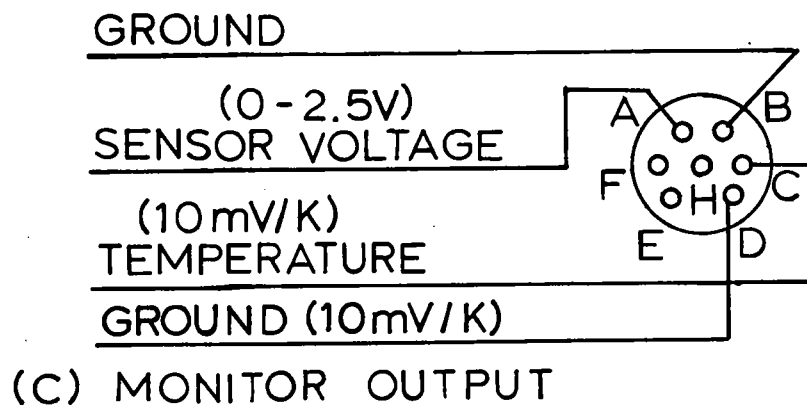 GROUND
(0-2.5V)
SENSOR VOLTAGE
(10mV/K)
TEMPERATURE
GROUND (10mV/K)
A
B
F
H
C
E
D
(C) MONITOR OUTPUT